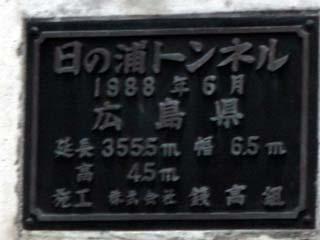 日の浦トンネル
1988年6月
広島県
延長 355.5m 幅 6.5m
高 4.5m
施工 株式会社 錢高組